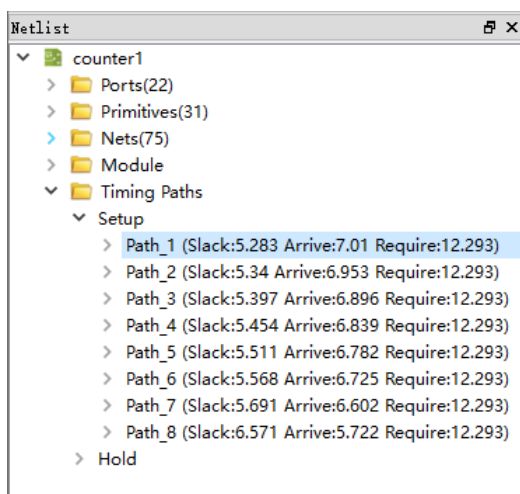 Netlist
counter1
Ports(22)
Primitives(31)
Nets(75)
Module
Timing Paths
Setup
Path_1 (Slack:5.283 Arrive:7.01 Require:12.293)
Path_2 (Slack:5.34 Arrive:6.953 Require:12.293)
Path_3 (Slack:5.397 Arrive:6.896 Require:12.293)
Path_4 (Slack:5.454 Arrive:6.839 Require:12.293)
Path_5 (Slack:5.511 Arrive:6.782 Require:12.293)
Path_6 (Slack:5.568 Arrive:6.725 Require:12.293)
Path_7 (Slack:5.691 Arrive:6.602 Require:12.293)
Path_8 (Slack:6.571 Arrive:5.722 Require:12.293)
Hold